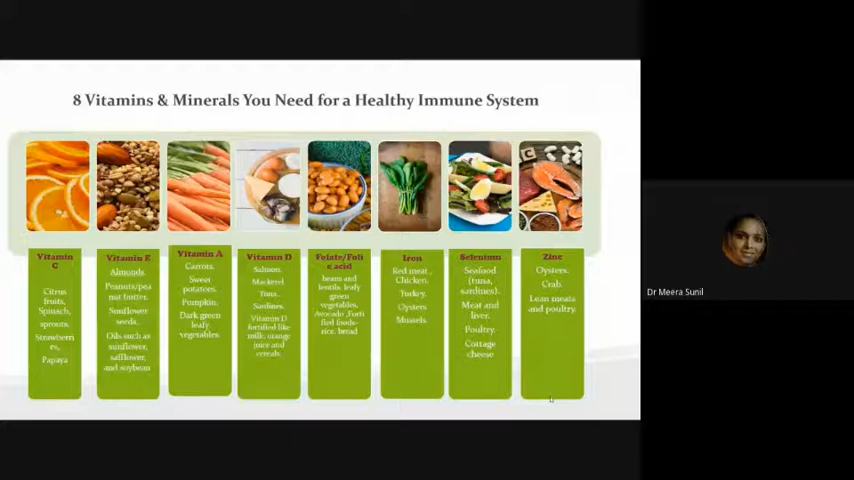 8 Vitamins & Minerals You Need for a Healthy Immune System
Vitamin
C
Citrus
fruits,
Spinach,
sprouts.
Strawberri
es,
Papaya
Vitamin E
Almonds.
Peanuts/pea
nut butter.
Sunflower
seeds.
Oils such as
sunflower,
safflower,
and soybean
Vitamin A
Carrots.
Sweet
potatoes.
Pumpkin.
Dark green
leafy
vegetables.
Vitamin D
Salmon.
Mackerel
Tuna.
Sardines.
Vitamin D
fortified like
milk, orange
juice and
cereals.
Folate/Foli
c acid
beans and
lentils, leafy
green
vegetables.
Avocado ,Forti
fied foods-
rice, bread
Iron
Red meat ,
Chicken.
Turkey.
Oysters
Mussels.
Selenium
Seafood
(tuna,
sardines).
Meat and
liver.
Poultry.
Cottage
cheese
Zinc
Oysters.
Crab.
Lean meats
and poultry.
Dr Meera Sunil